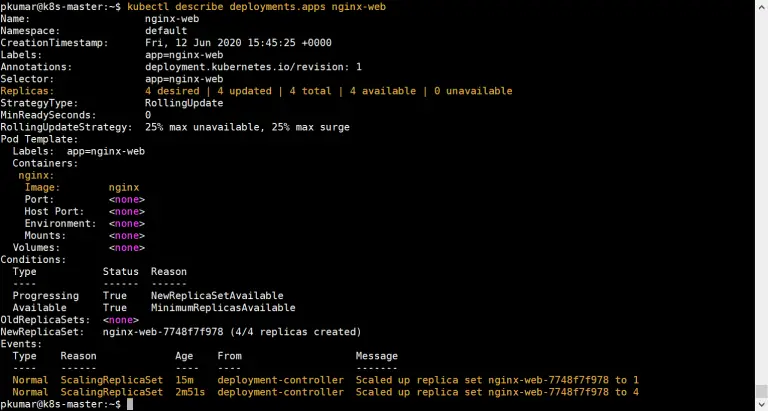 pkumar@k8s-master:~$ kubectl describe deployments.apps nginx-web
Name:                   nginx-web
Namespace:              default
CreationTimestamp:      Fri, 12 Jun 2020 15:45:25 +0000
Labels:                 app=nginx-web
Annotations:            deployment.kubernetes.io/revision: 1
Selector:               app=nginx-web
Replicas:               4 desired | 4 updated | 4 total | 4 available | 0 unavailable
StrategyType:           RollingUpdate
MinReadySeconds:        0
RollingUpdateStrategy:  25% max unavailable, 25% max surge
Pod Template:
  Labels:  app=nginx-web
  Containers:
   nginx:
    Image:        nginx
    Port:         <none>
    Host Port:    <none>
    Environment:  <none>
    Mounts:       <none>
  Volumes:        <none>
Conditions:
  Type           Status  Reason
  ----           ------  ------
  Progressing    True    NewReplicaSetAvailable
  Available      True    MinimumReplicasAvailable
OldReplicaSets:  <none>
NewReplicaSet:   nginx-web-7748f7f978 (4/4 replicas created)
Events:
  Type    Reason             Age    From                   Message
  ----    ------             ----   ----                   -------
  Normal  ScalingReplicaSet  15m    deployment-controller  Scaled up replica set nginx-web-7748f7f978 to 1
  Normal  ScalingReplicaSet  2m51s  deployment-controller  Scaled up replica set nginx-web-7748f7f978 to 4
pkumar@k8s-master:~$